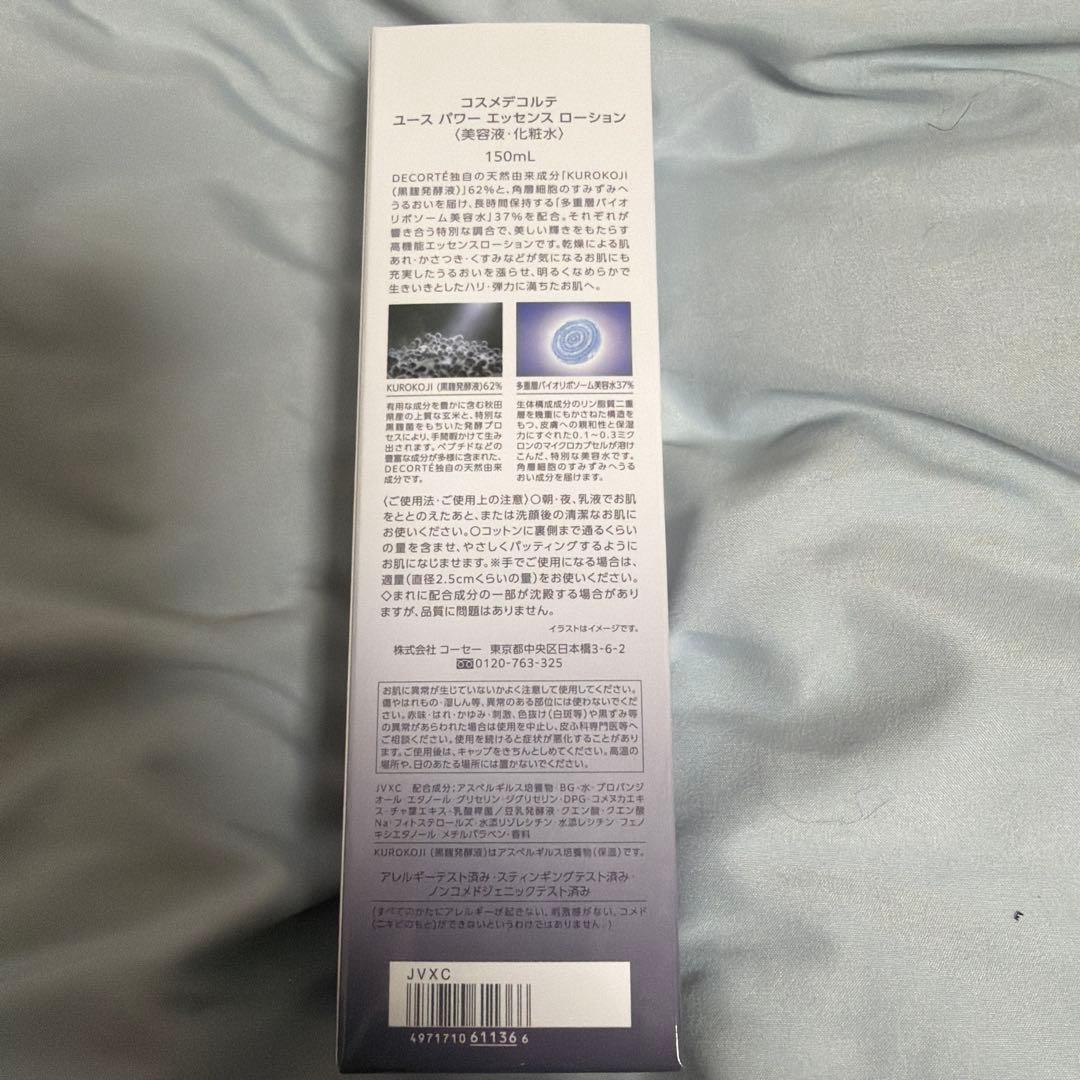 コスメデコルテ
ユース パワー エッセンス ローション
〈美容液・化粧水〉
150mL
DECORTÉ独自の天然由来成分「KUROKOJI
(黒麹発酵液)」62%と、角層細胞のすみずみへ
うるおいを届け、長時間保持する「多重層バイオ
リポソーム美容水」37%を配合。それぞれが
響き合う特別な調合で、美しい輝きをもたらす
高機能エッセンスローションです。乾燥による肌
あれ・かさつき・くすみなどが気になるお肌にも
充実したうるおいを漲らせ、明るくなめらかで
生きいきとしたハリ・弾力に満ちたお肌へ。
KUROKOJI (黒麹発酵液)62%
有用な成分を豊かに含む秋田
県産の上質な玄米と、特別な
黒麹菌をもちいた発酵プロ
セスにより、手間暇かけて生み
出されます。ペプチドなどの
豊富な成分が多様に含まれた、
DECORTÉ独自の天然由来
成分です。
多重層バイオリポソーム美容水37%
生体構成成分のリン脂質二重
層を幾重にもかさねた構造を
もつ、皮膚への親和性と保湿
力にすぐれた0.1~0.3ミク
ロンのマイクロカプセルが溶け
こんだ、特別な美容水です。
角層細胞のすみずみへうる
おい成分を届けます。
〈ご使用法・ご使用上の注意〉○朝・夜、乳液でお肌
をととのえたあと、または洗顔後の清潔なお肌に
お使いください。○コットンに裏側まで通るくらい
の量を含ませ、やさしくパッティングするように
お肌になじませます。※手でご使用になる場合は、
適量(直径2.5cmくらいの量)をお使いください。
◇まれに配合成分の一部が沈殿する場合があり
ますが、品質に問題はありません。
イラストはイメージです。
株式会社 コーセー 東京都中央区日本橋3-6-2
0120-763-325
お肌に異常が生じていないかよく注意して使用してください。
傷やはれもの・湿しん等、異常のある部位には使わないでくだ
さい。赤味・はれ・かゆみ・刺激、色抜け(白斑等)や黒ずみ等
の異常があらわれた場合は使用を中止し、皮ふ科専門医等へ
ご相談ください。使用を続けると症状が悪化することがあり
ます。ご使用後は、キャップをきちんとしめてください。高温の
場所や、日のあたる場所には置かないでください。
JVXC 配合成分;アスペルギルス培養物・BG・水・プロパンジ
オール・エタノール・グリセリン・ジグリセリン・DPG・コメヌカエキ
ス・チャ葉エキス・乳酸桿菌/豆乳発酵液・クエン酸・クエン酸
Na・フィトステロールズ・水添リゾレシチン・水添レシチン・フェノ
キシエタノール・メチルパラベン・香料
KUROKOJI (黒麹発酵液)はアスペルギルス培養物(保湿)です。
アレルギーテスト済み・スティンギングテスト済み・
ノンコメドジェニックテスト済み
(すべてのかたにアレルギーが起きない、刺激感がない、コメド
(ニキビのもと)ができないというわけではありません。)
JVXC
4971710 61136 6